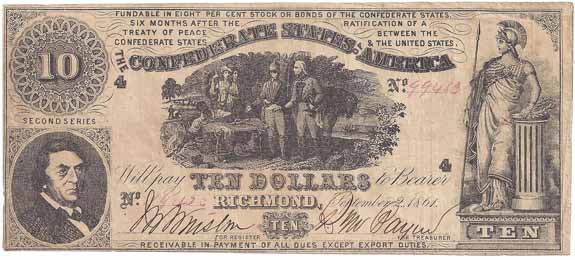 FUNDABLE IN EIGHT PER CENT STOCK OR BONDS OF THE CONFEDERATE STATES.
SIX MONTHS AFTER THE RATIFICATION OF A
TREATY OF PEACE BETWEEN THE
CONFEDERATE STATES & THE UNITED STATES.
THE CONFEDERATE STATES OF AMERICA
10
4
No. 99483
SECOND SERIES
4
Will pay TEN DOLLARS to Bearer
No.
RICHMOND, September 2, 1861.
TEN
FOR REGISTER
FOR TREASURER
TEN
RECEIVABLE IN PAYMENT OF ALL DUES EXCEPT EXPORT DUTIES.